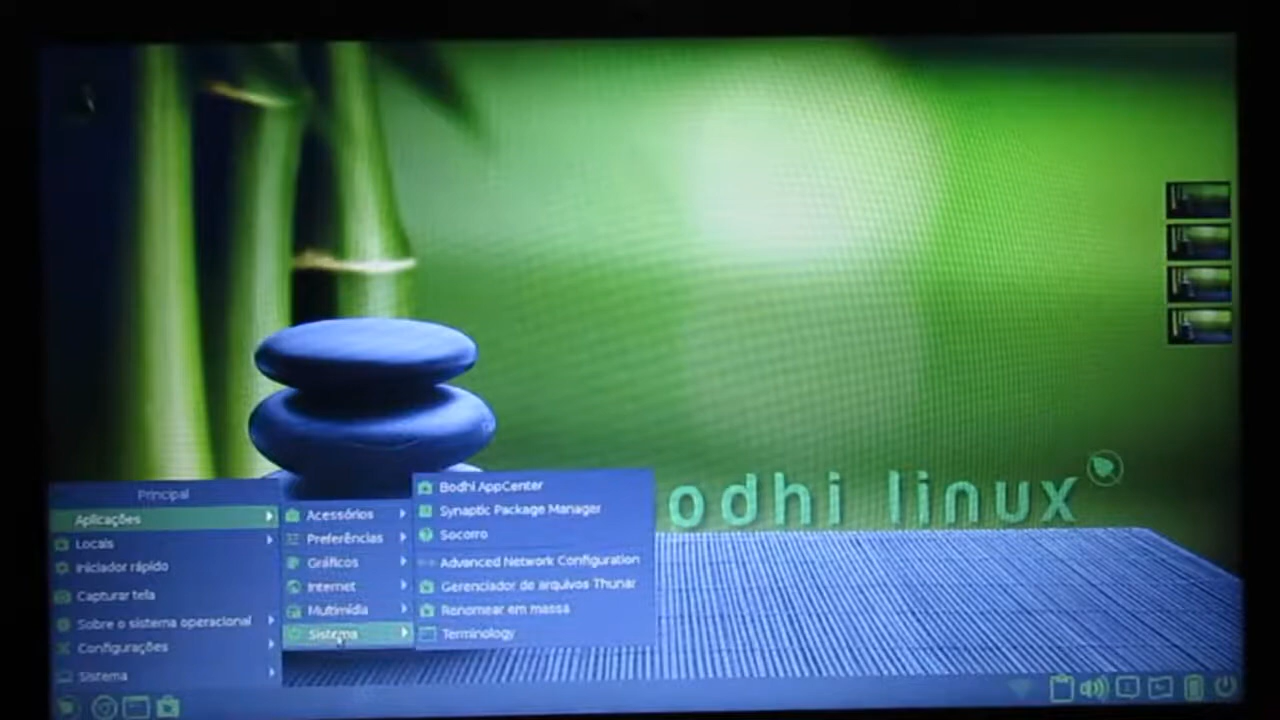 Principal
Aplicações
Locais
Iniciador rápido
Capturar tela
Sobre o sistema operacional
Configurações
Sistema
Acessórios
Preferências
Gráficos
Internet
Multimídia
Sistema
Bodhi AppCenter
Synaptic Package Manager
Socorro
Advanced Network Configuration
Gerenciador de arquivos Thunar
Renomear em massa
Terminology
odhi linux